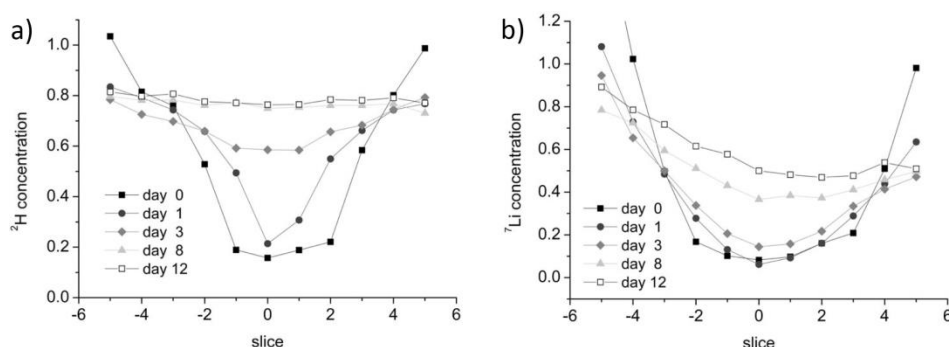 a)
²H concentration
1.0
0.8
0.6
0.4
0.2
0.0
day 0
day 1
day 3
day 8
day 12
-6 -4 -2 0 2 4 6
slice
b)
⁷Li concentration
1.2
1.0
0.8
0.6
0.4
0.2
0.0
day 0
day 1
day 3
day 8
day 12
-6 -4 -2 0 2 4 6
slice